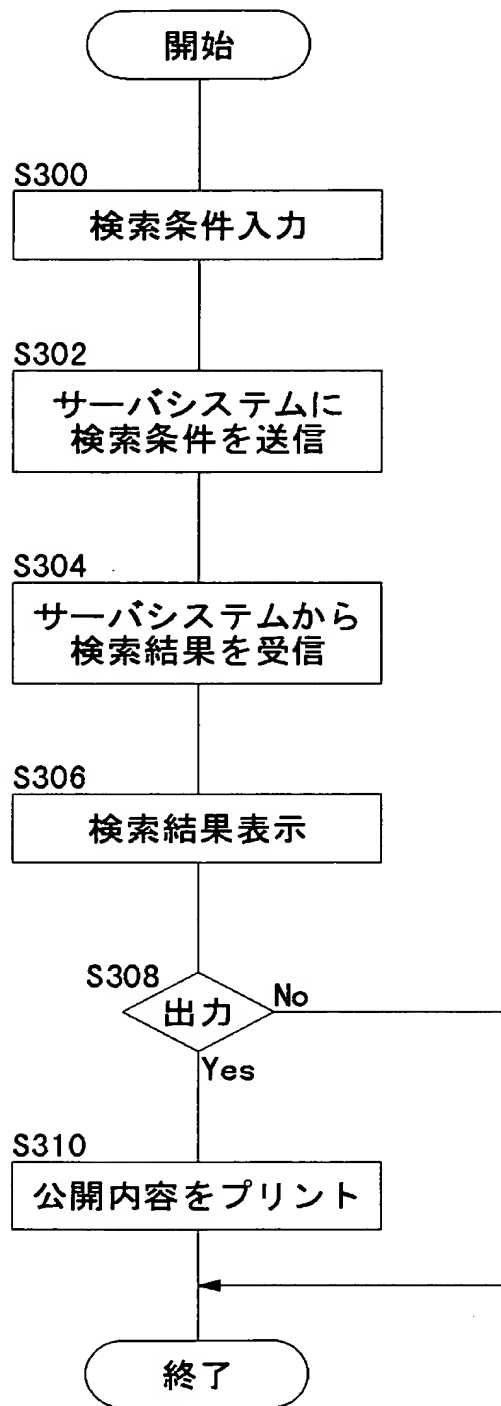 開始
S300
検索条件入力
S302
サーバシステムに
検索条件を送信
S304
サーバシステムから
検索結果を受信
S306
検索結果表示
S308
出力
No
Yes
S310
公開内容をプリント
終了